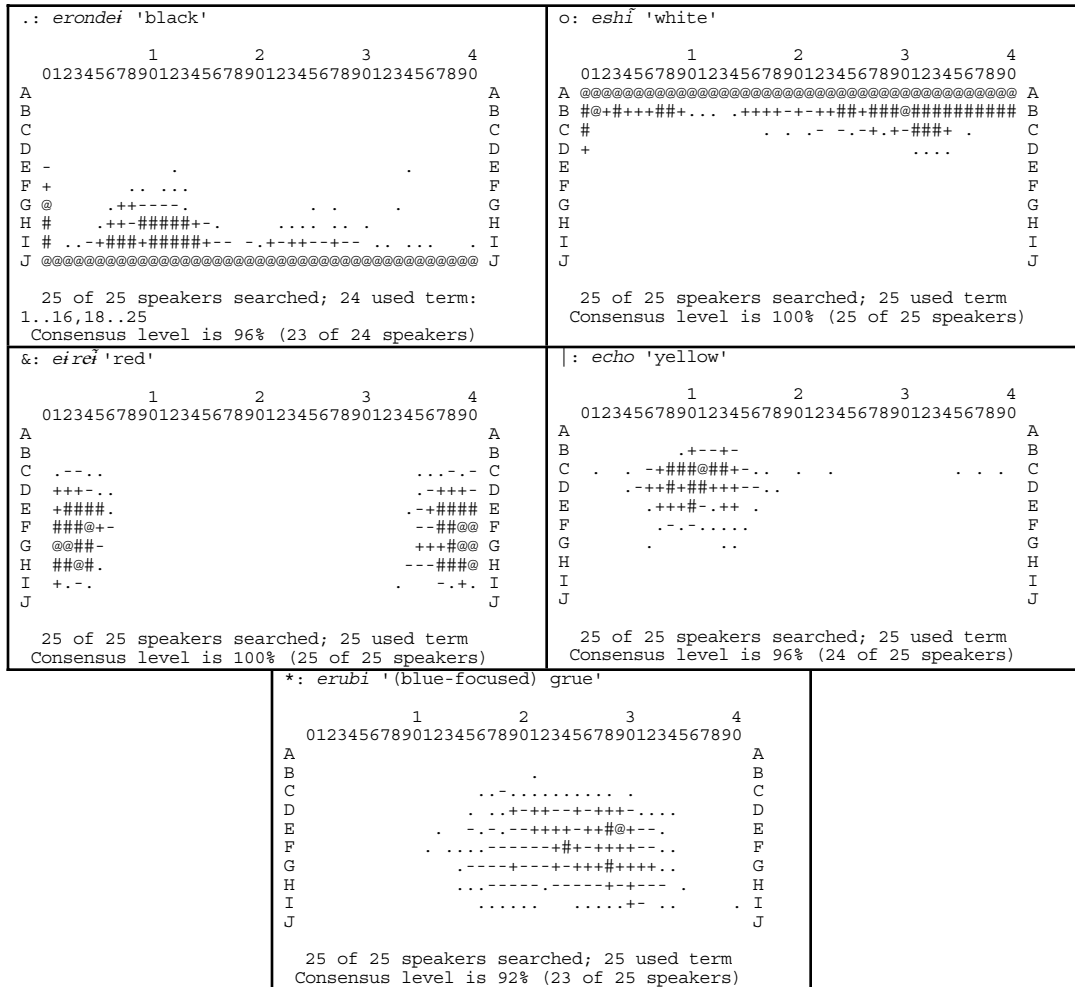 .: erondeɨ 'black'
          1         2         3         4
01234567890123456789012345678901234567890
A                                           A
B                                           B
C                                           C
D                                           D
E -           .                     .       E
F +       .. ...                            F
G @     .++----.           . .     .        G
H #    .++-#####+-.     .... .. .           H
I # ..-+###+#####+-- -.+-++--+-- .. ...   . I
J @@@@@@@@@@@@@@@@@@@@@@@@@@@@@@@@@@@@@@@@@ J
25 of 25 speakers searched; 24 used term:
1..16,18..25
Consensus level is 96% (23 of 24 speakers)
o: eshĩ 'white'
          1         2         3         4
01234567890123456789012345678901234567890
A @@@@@@@@@@@@@@@@@@@@@@@@@@@@@@@@@@@@@@@@@ A
B #@+#+++##+... .++++-+-++##+###@########## B
C #                . . .- -.-+.+-###+ .     C
D +                              ....       D
E                                           E
F                                           F
G                                           G
H                                           H
I                                           I
J                                           J
25 of 25 speakers searched; 25 used term
Consensus level is 100% (25 of 25 speakers)
&: eɨreɨ̃ 'red'
          1         2         3         4
01234567890123456789012345678901234567890
A                                           A
B                                           B
C  .--..                             ...-.- C
D  +++-..                            .-+++- D
E  +####.                           .-+#### E
F  ###@+-                            --##@@ F
G  @@##-                             +++#@@ G
H  ##@#.                            ---###@ H
I  +.-.                            .   -.+. I
J                                           J
25 of 25 speakers searched; 25 used term
Consensus level is 100% (25 of 25 speakers)
|: echo 'yellow'
          1         2         3         4
01234567890123456789012345678901234567890
A                                           A
B          .+--+-                           B
C  .  . -+###@##+-.. .  .           . . .   C
D     .-++#+##+++--..                       D
E       .+++#-.++ .                         E
F        .-.-.....                          F
G       .      ..                           G
H                                           H
I                                           I
J                                           J
25 of 25 speakers searched; 25 used term
Consensus level is 96% (24 of 25 speakers)
*: erubi '(blue-focused) grue'
          1         2         3         4
01234567890123456789012345678901234567890
A                                           A
B                      .                    B
C                 ..-.......... .           C
D                 . ..+-++--+-+++-....      D
E             .  -.-.--++++-++#@+--.        E
F            . ....------+#+-++++--..       F
G               .----+---+-+++#++++..       G
H               ...-----.-----+-+--- .      H
I                 ......   .....+- ..     . I
J                                           J
25 of 25 speakers searched; 25 used term
Consensus level is 92% (23 of 25 speakers)